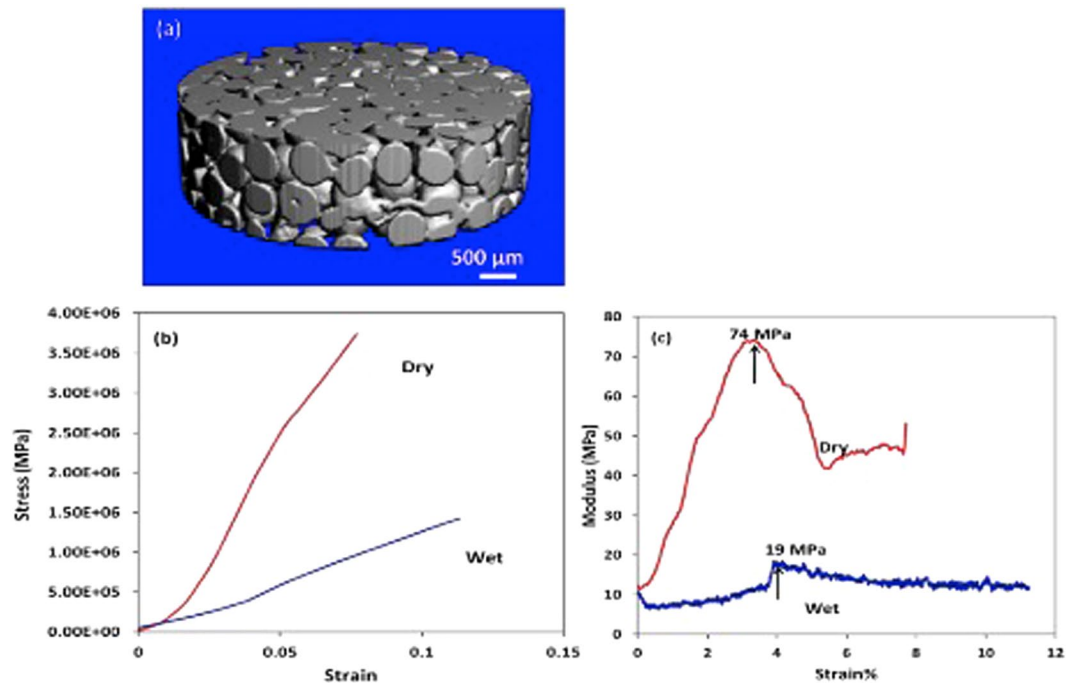 (a)
500 µm
(b)
4.00E+06
3.50E+06
3.00E+06
2.50E+06
2.00E+06
1.50E+06
1.00E+06
5.00E+05
0.00E+00
Stress (MPa)
Dry
Wet
0 0.05 0.1 0.15
Strain
(c)
80
70
60
50
40
30
20
10
0
Modulus (MPa)
74 MPa
Dry
19 MPa
Wet
0 2 4 6 8 10 12
Strain%